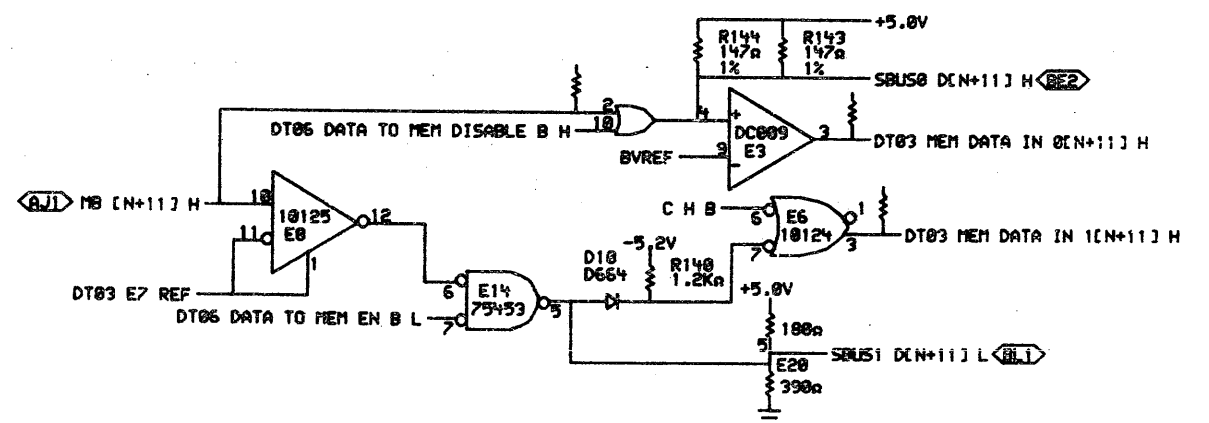 +5.0V
R144
147Ω
1%
R143
147Ω
1%
SBUS0 D[N+11] H BE2
2
10
DT06 DATA TO MEM DISABLE B H
4
+
DC009
E3
3
DT03 MEM DATA IN 0[N+11] H
BVREF
9
-
AJ1 MB [N+11] H
10
10125
E8
12
11
1
DT03 E7 REF
C H B
6
E6
10124
1
3
DT03 MEM DATA IN 1[N+11] H
7
-5.2V
D10
D664
R140
1.2KΩ
6
E14
75453
5
7
DT06 DATA TO MEM EN B L
+5.0V
180Ω
5
SBUS1 D[N+11] L BL1
E20
390Ω